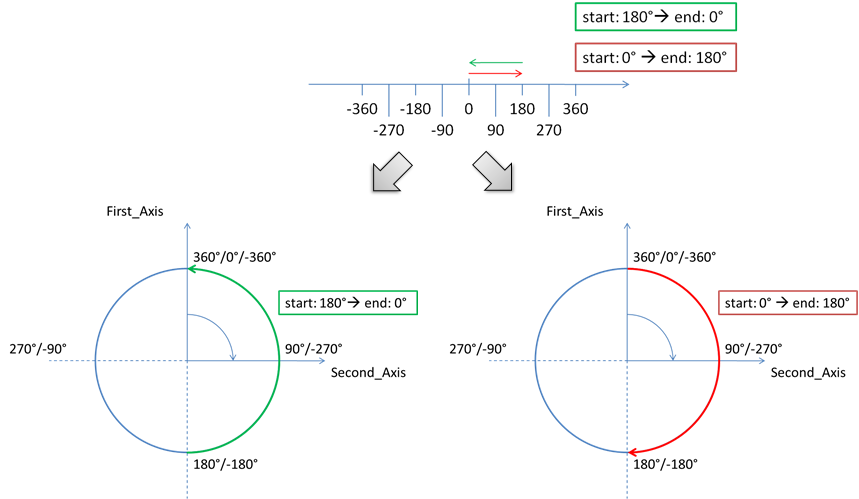 start: 180°→ end: 0°
start: 0° → end: 180°
-360 -180 0 180 360
-270 -90 90 270
First_Axis
360°/0°/-360°
start: 180°→ end: 0°
270°/-90°
90°/-270°
Second_Axis
180°/-180°
First_Axis
360°/0°/-360°
start: 0° → end: 180°
270°/-90°
90°/-270°
Second_Axis
180°/-180°